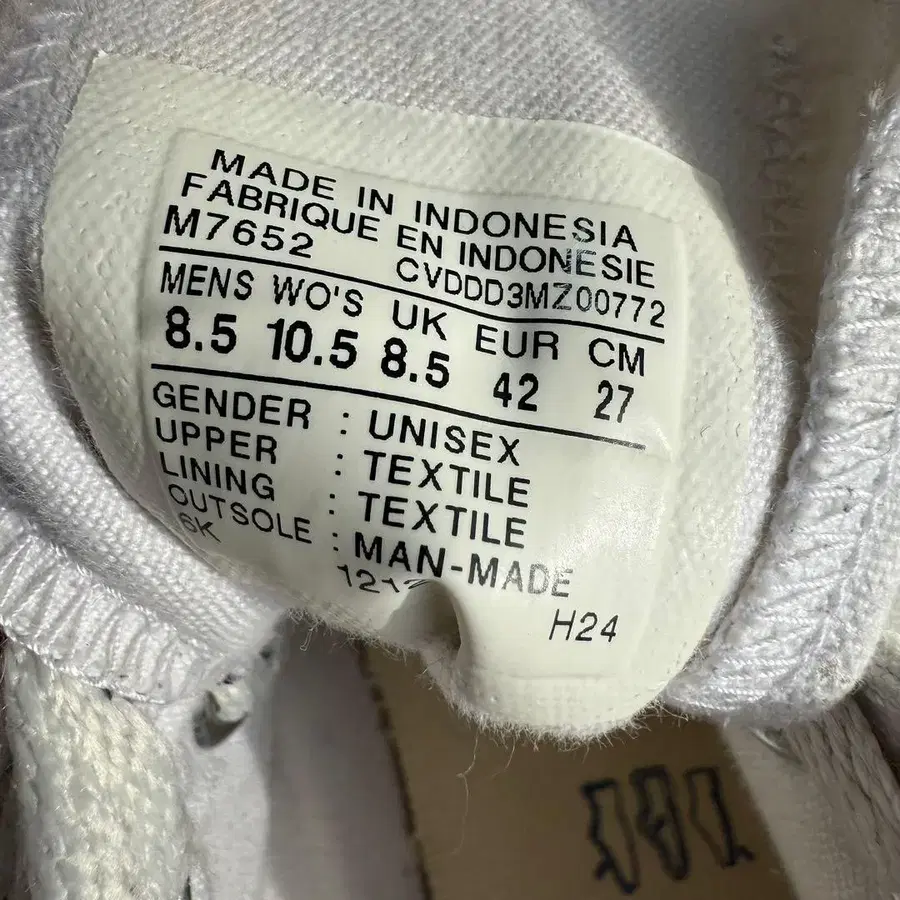 MADE IN INDONESIA
FABRIQUE EN INDONESIE
M7652 CVDDD3MZ00772
MENS WO'S UK EUR CM
8.5 10.5 8.5 42 27
GENDER : UNISEX
UPPER : TEXTILE
LINING : TEXTILE
OUTSOLE : MAN-MADE
6K
H24